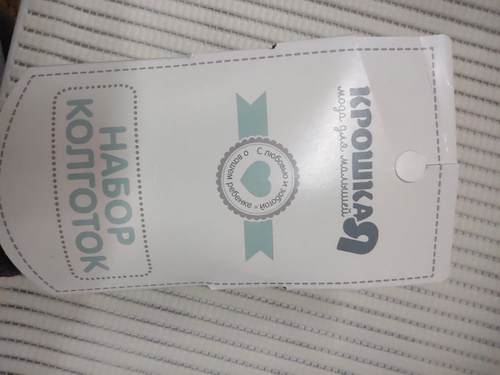 КРОШКА Я
мода для малышей
С любовью и заботой • о вашем ребенке
НАБОР
КОЛГОТОК